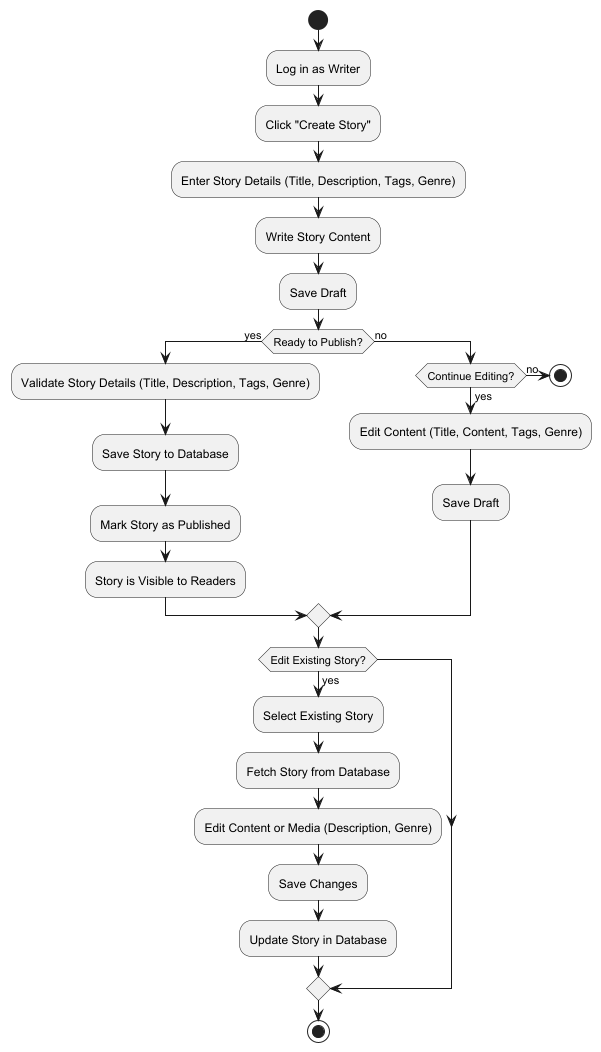 Log in as Writer
Click "Create Story"
Enter Story Details (Title, Description, Tags, Genre)
Write Story Content
Save Draft
yes
Ready to Publish?
no
Validate Story Details (Title, Description, Tags, Genre)
Save Story to Database
Mark Story as Published
Story is Visible to Readers
Continue Editing?
no
yes
Edit Content (Title, Content, Tags, Genre)
Save Draft
Edit Existing Story?
yes
Select Existing Story
Fetch Story from Database
Edit Content or Media (Description, Genre)
Save Changes
Update Story in Database